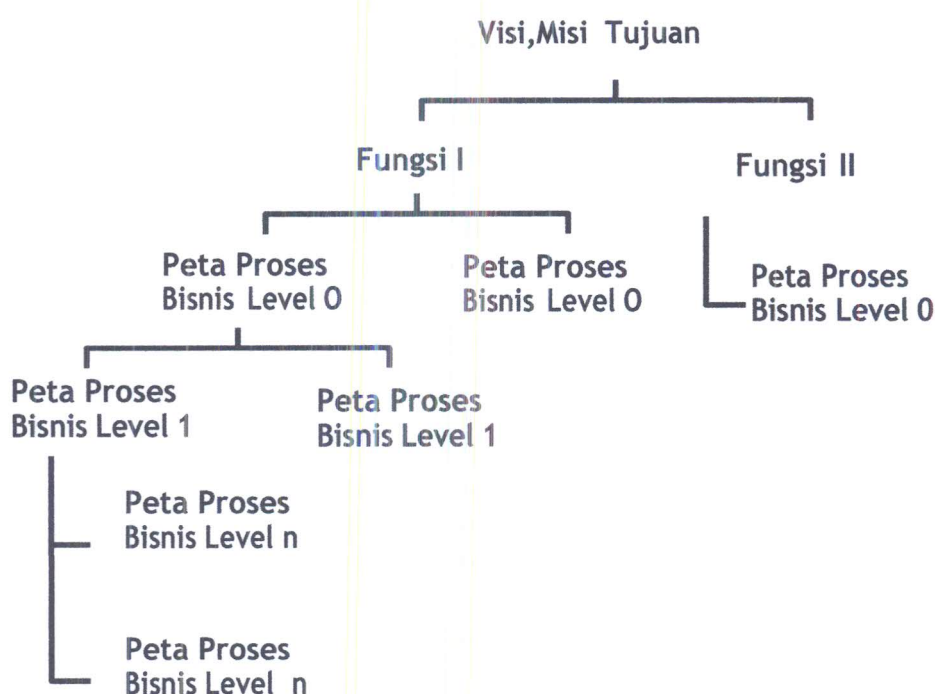 Visi,Misi Tujuan
Fungsi I
Fungsi II
Peta Proses
Bisnis Level 0
Peta Proses
Bisnis Level 0
Peta Proses
Bisnis Level 0
Peta Proses
Bisnis Level 1
Peta Proses
Bisnis Level 1
Peta Proses
Bisnis Level n
Peta Proses
Bisnis Level n